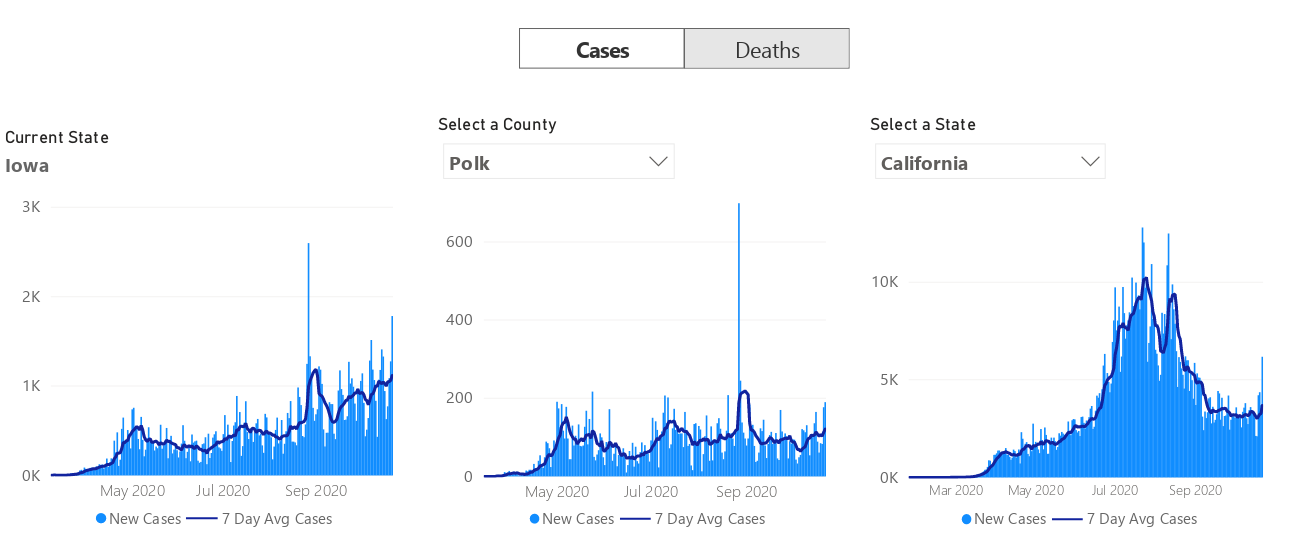 Cases Deaths
Current State
Iowa
3K
2K
1K
0K
May 2020 Jul 2020 Sep 2020
New Cases 7 Day Avg Cases
Select a County
Polk
600
400
200
0
May 2020 Jul 2020 Sep 2020
New Cases 7 Day Avg Cases
Select a State
California
10K
5K
0K
Mar 2020 May 2020 Jul 2020 Sep 2020
New Cases 7 Day Avg Cases